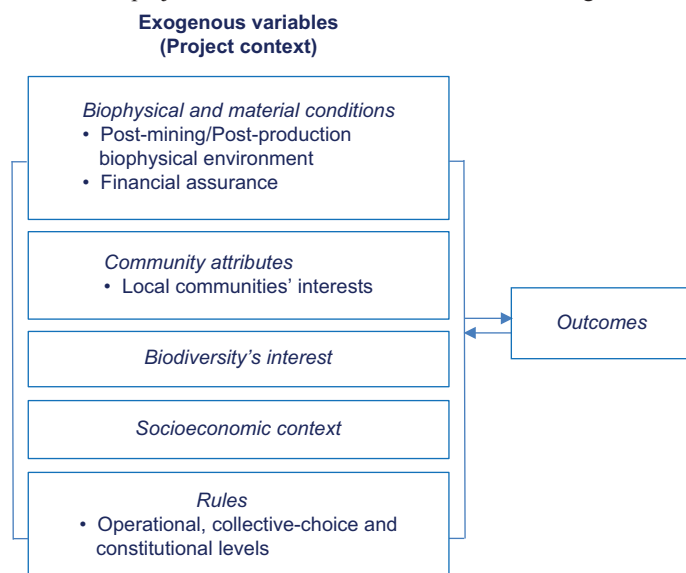 Exogenous variables
(Project context)
Biophysical and material conditions
• Post-mining/Post-production
biophysical environment
• Financial assurance
Community attributes
• Local communities' interests
Biodiversity's interest
Socioeconomic context
Rules
• Operational, collective-choice and
constitutional levels
Outcomes